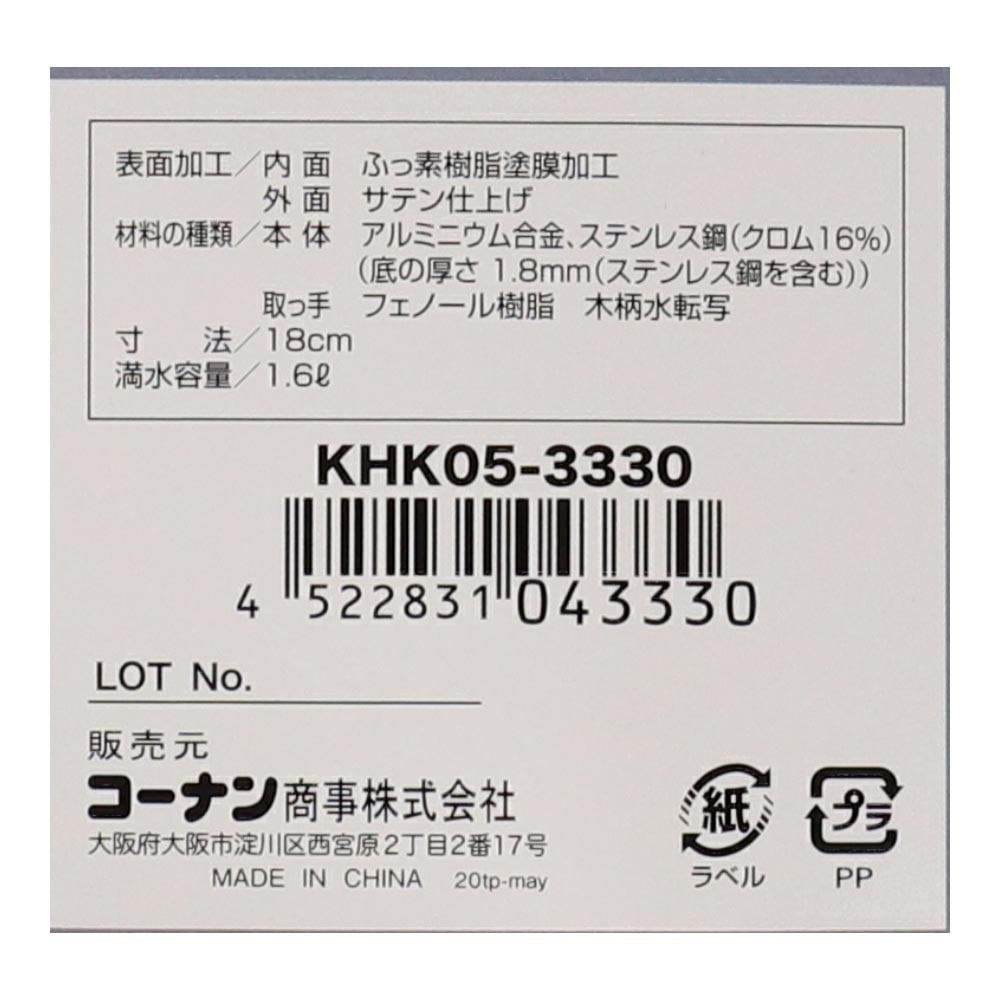 表面加工／内 面　ふっ素樹脂塗膜加工
外 面　サテン仕上げ
材料の種類／本 体　アルミニウム合金、ステンレス鋼（クロム16%）
（底の厚さ 1.8mm（ステンレス鋼を含む））
取っ手　フェノール樹脂　木柄水転写
寸　　法／18cm
満水容量／1.6ℓ
KHK05-3330
4 522831 043330
LOT No.
販売元
コーナン商事株式会社
大阪府大阪市淀川区西宮原2丁目2番17号
MADE IN CHINA 20tp-may
紙
ラベル
プラ
PP